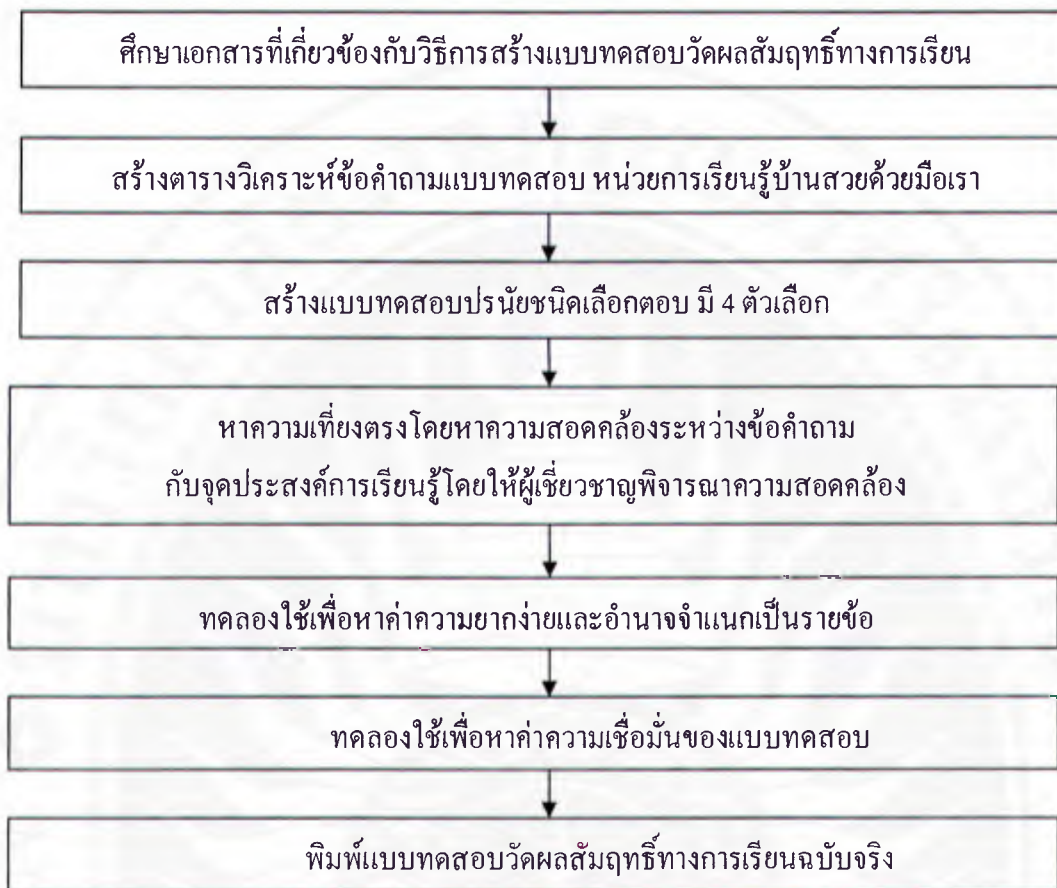 ศึกษาเอกสารที่เกี่ยวข้องกับวิธีการสร้างแบบทดสอบวัดผลสัมฤทธิ์ทางการเรียน
สร้างตารางวิเคราะห์ข้อคำถามแบบทดสอบ หน่วยการเรียนรู้บ้านสวยด้วยมือเรา
สร้างแบบทดสอบปรนัยชนิดเลือกตอบ มี 4 ตัวเลือก
หาความเที่ยงตรงโดยหาความสอดคล้องระหว่างข้อคำถาม
กับจุดประสงค์การเรียนรู้โดยให้ผู้เชี่ยวชาญพิจารณาความสอดคล้อง
ทดลองใช้เพื่อหาค่าความยากง่ายและอำนาจจำแนกเป็นรายข้อ
ทดลองใช้เพื่อหาค่าความเชื่อมั่นของแบบทดสอบ
พิมพ์แบบทดสอบวัดผลสัมฤทธิ์ทางการเรียนฉบับจริง